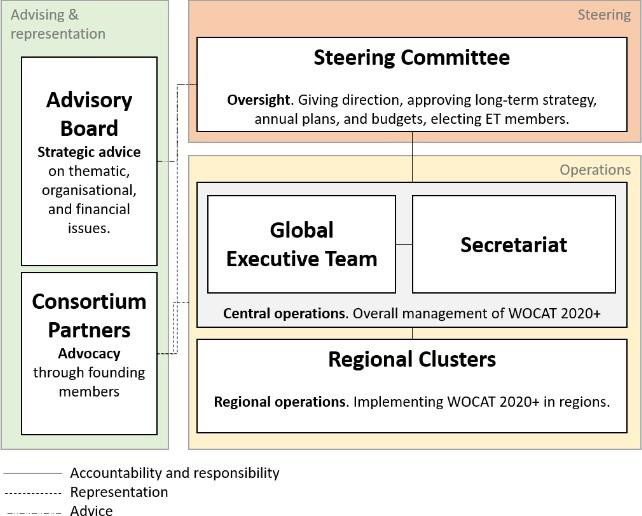 Advising &
representation
Advisory
Board
Strategic advice
on thematic,
organisational,
and financial
issues.
Consortium
Partners
Advocacy
through founding
members
Steering
Steering Committee
Oversight. Giving direction, approving long-term strategy,
annual plans, and budgets, electing ET members.
Operations
Global
Executive Team
Secretariat
Central operations. Overall management of WOCAT 2020+
Regional Clusters
Regional operations. Implementing WOCAT 2020+ in regions.
Accountability and responsibility
Representation
Advice